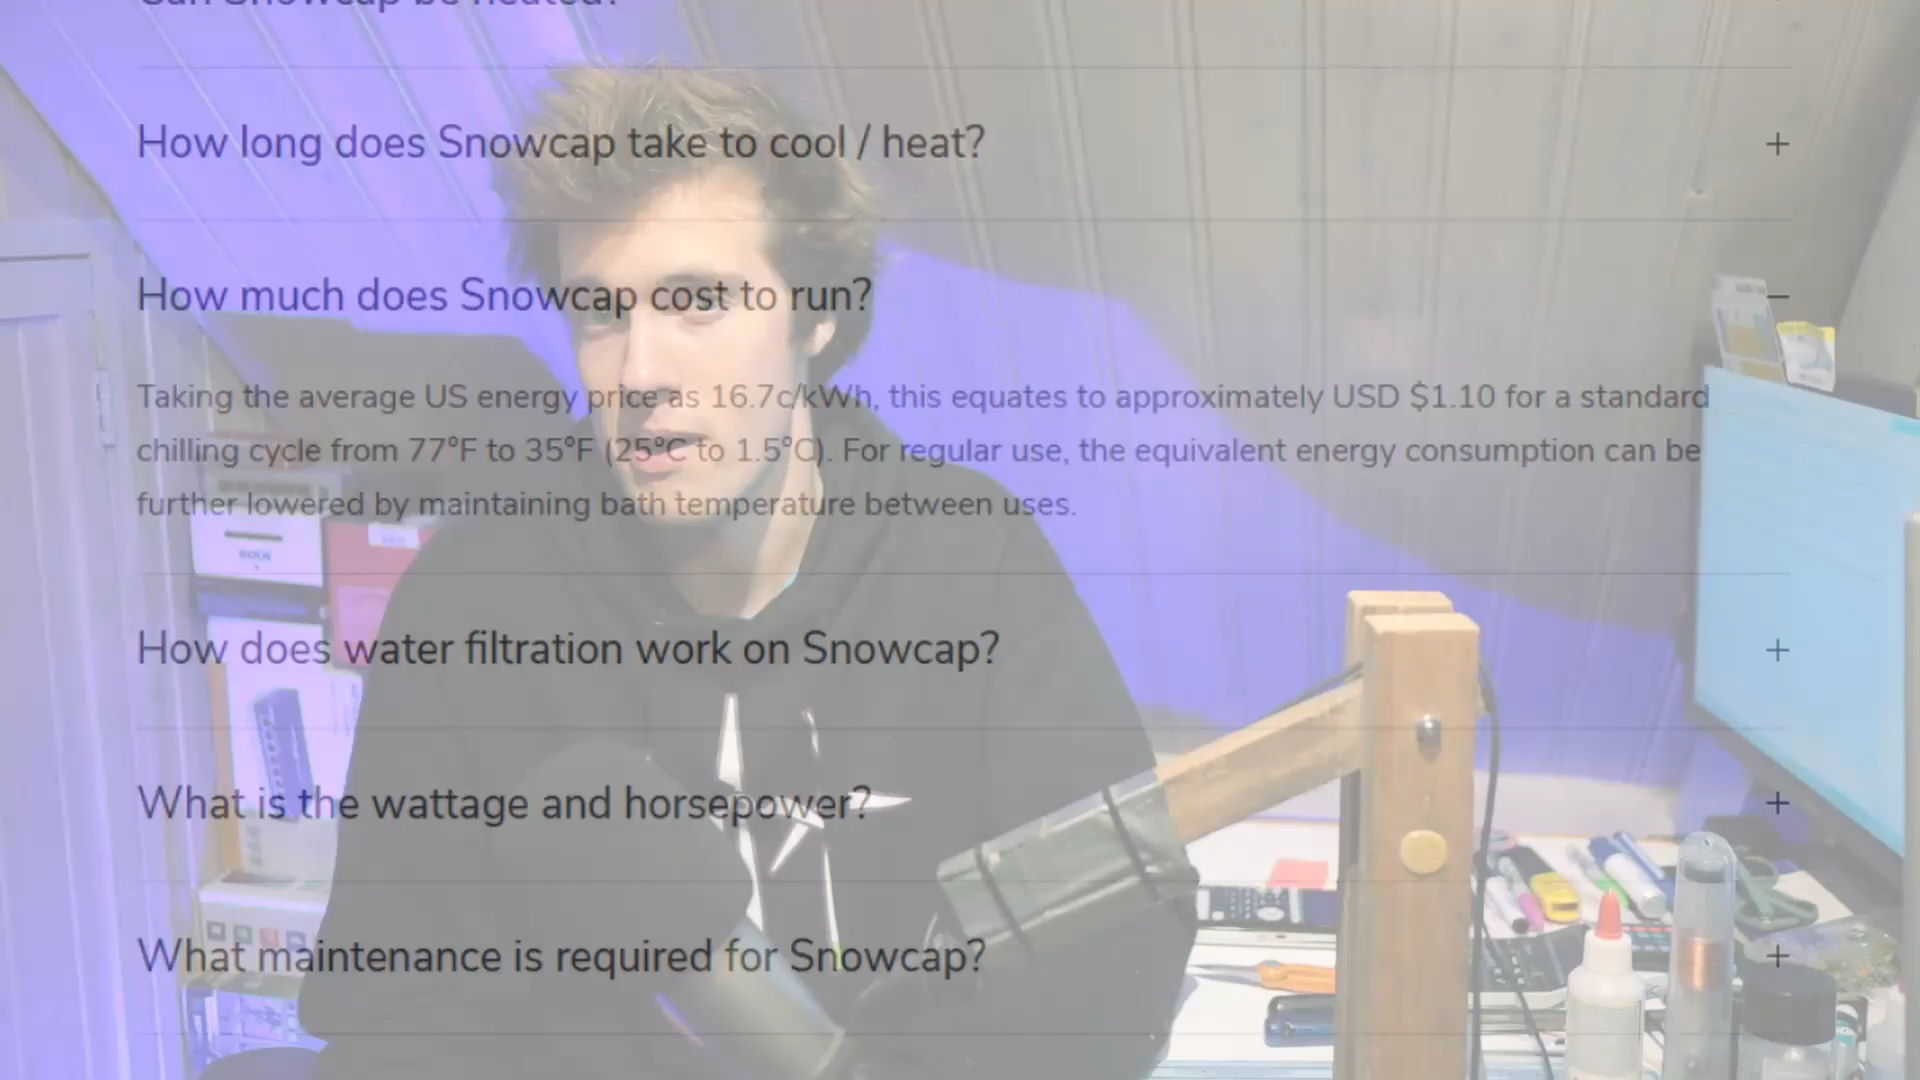 Can Snowcap be heated?
How long does Snowcap take to cool / heat?
How much does Snowcap cost to run?
Taking the average US energy price as 16.7c/kWh, this equates to approximately USD $1.10 for a standard
chilling cycle from 77°F to 35°F (25°C to 1.5°C). For regular use, the equivalent energy consumption can be
further lowered by maintaining bath temperature between uses.
How does water filtration work on Snowcap?
What is the wattage and horsepower?
What maintenance is required for Snowcap?